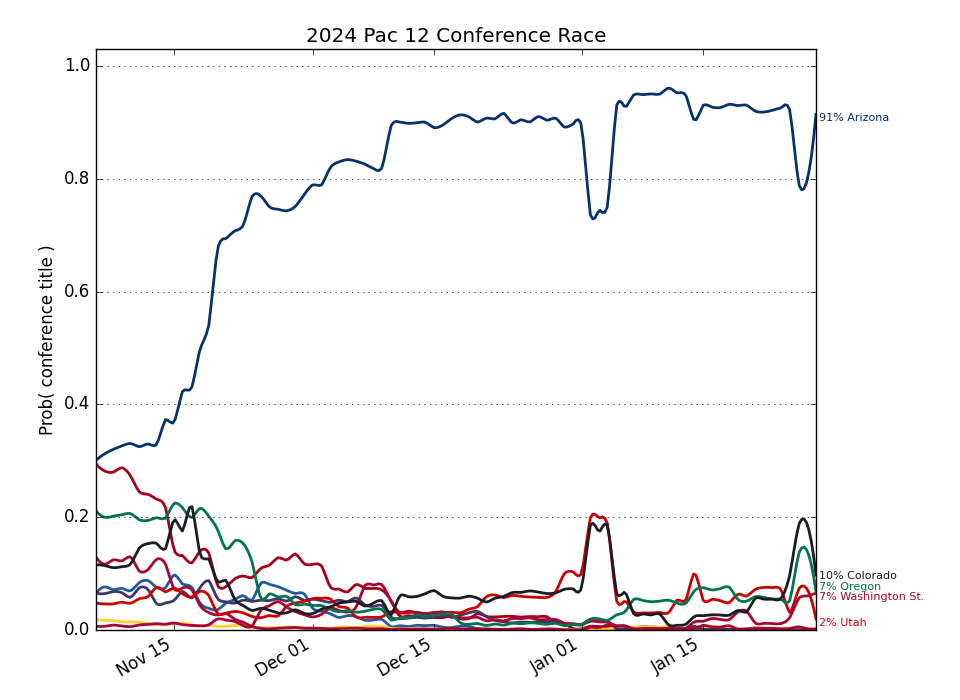 2024 Pac 12 Conference Race
Prob( conference title )
1.0
0.8
0.6
0.4
0.2
0.0
91% Arizona
10% Colorado
7% Oregon
7% Washington St.
2% Utah
Nov 15
Dec 01
Dec 15
Jan 01
Jan 15